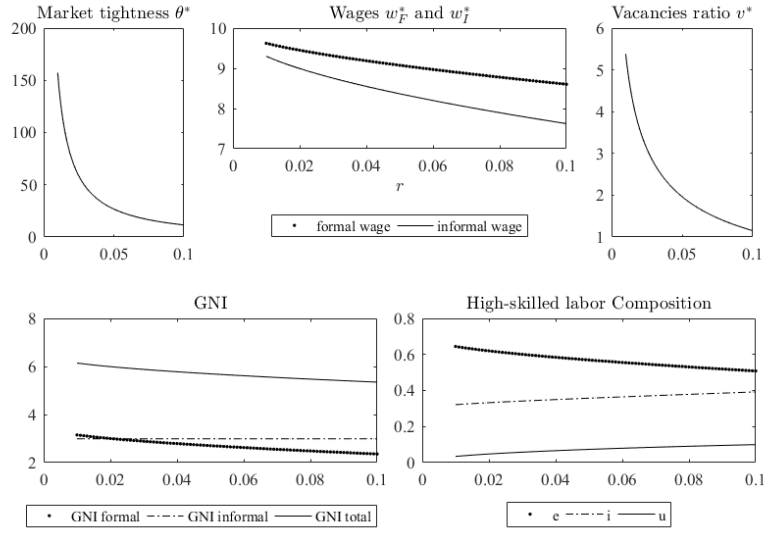 Market tightness θ*
200
150
100
50
0
0 0.05 0.1
Wages w*_F and w*_I
10
9
8
7
0 0.02 0.04 0.06 0.08 0.1
r
formal wage informal wage
Vacancies ratio v*
6
5
4
3
2
1
0 0.05 0.1
GNI
8
6
4
2
0 0.02 0.04 0.06 0.08 0.1
GNI formal GNI informal GNI total
High-skilled labor Composition
0.8
0.6
0.4
0.2
0
0 0.02 0.04 0.06 0.08 0.1
e i u